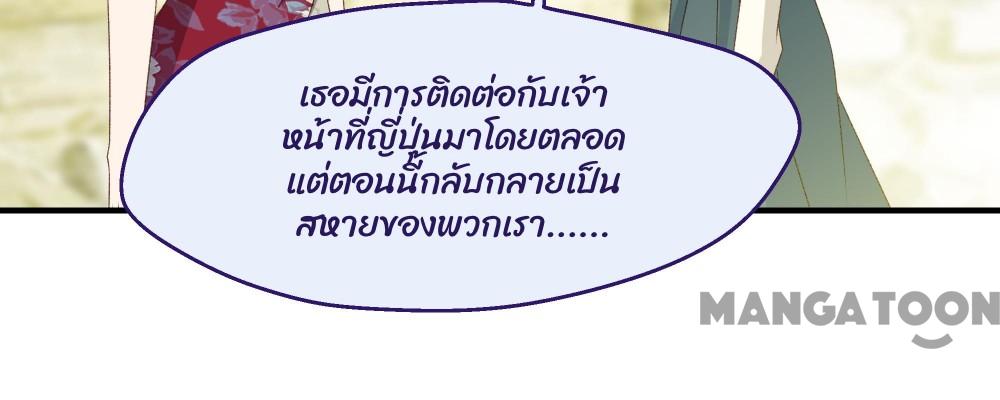 เธอมีการติดต่อกับเจ้า
หน้าที่ญี่ปุ่นมาโดยตลอด
แต่ตอนนี้กลับกลายเป็น
สหายของพวกเรา......
MANGATOON